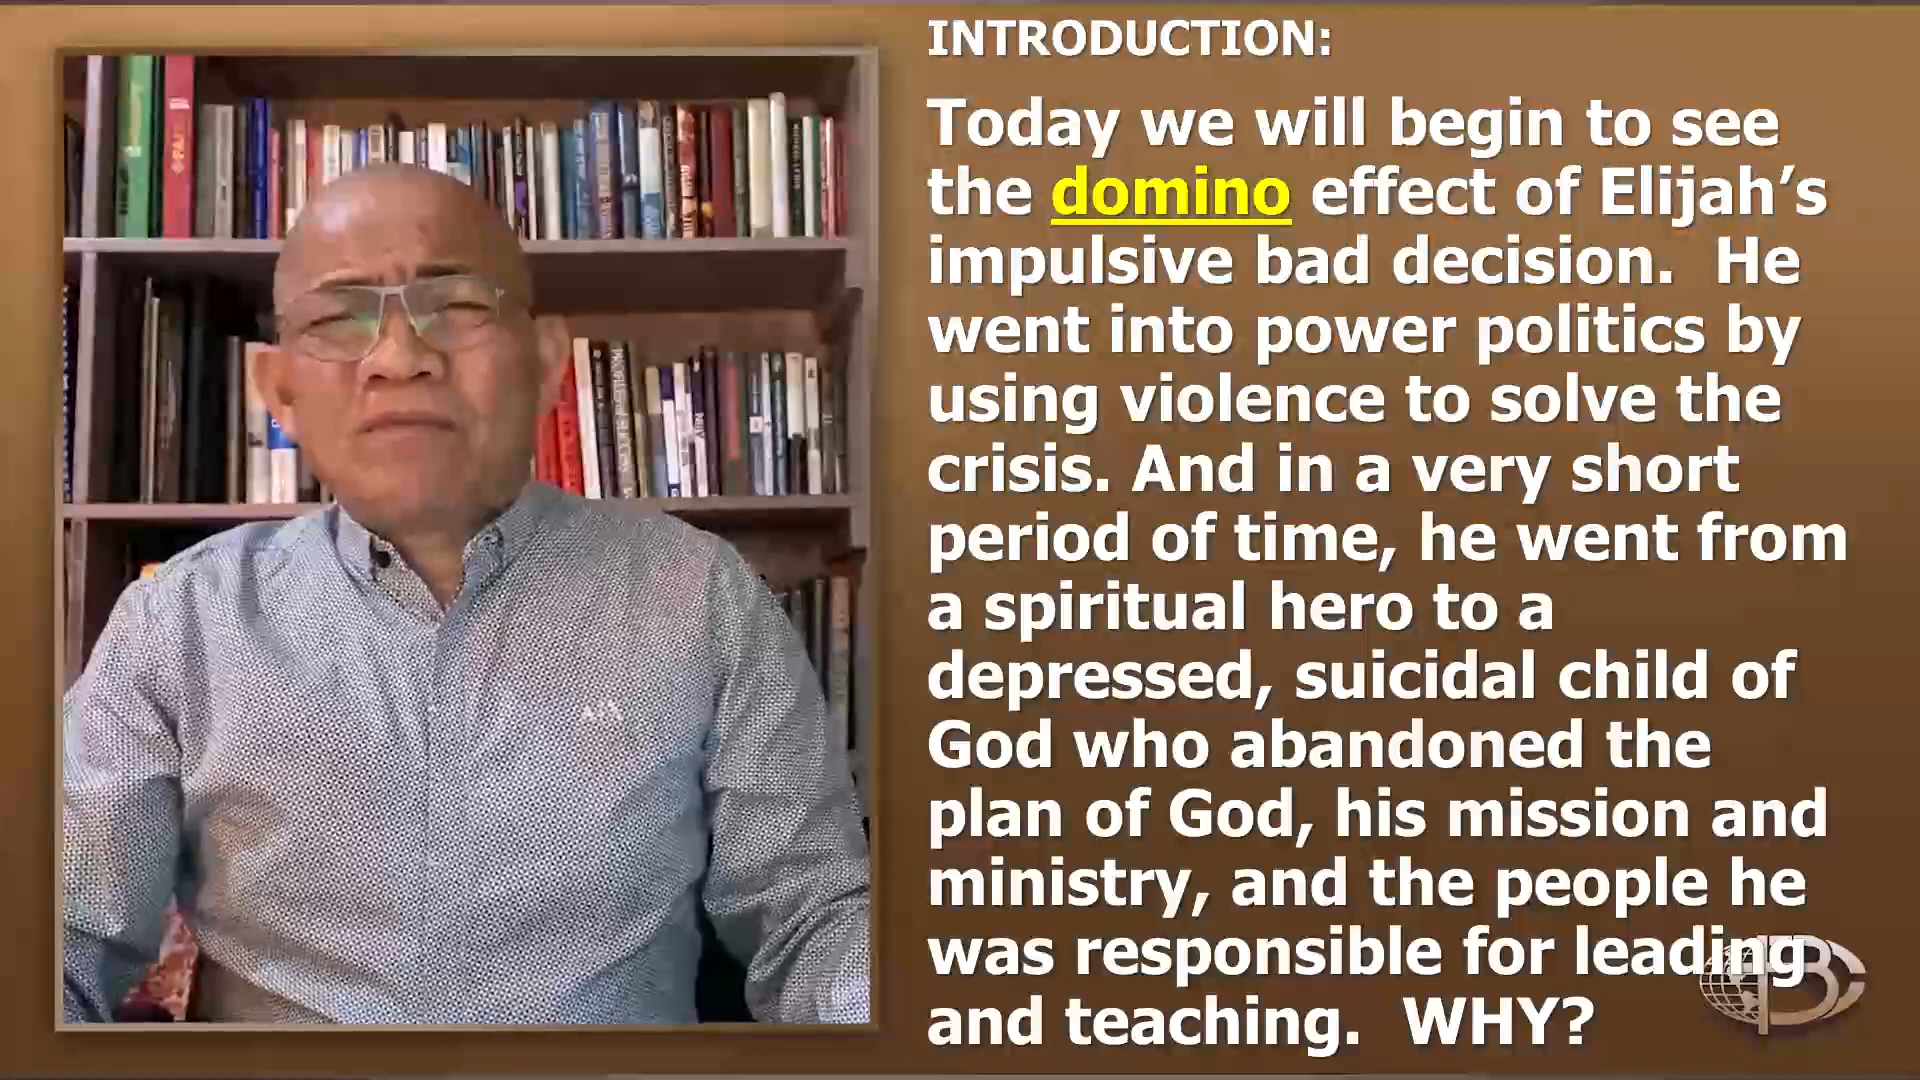 INTRODUCTION:
Today we will begin to see
the domino effect of Elijah’s
impulsive bad decision.  He
went into power politics by
using violence to solve the
crisis. And in a very short
period of time, he went from
a spiritual hero to a
depressed, suicidal child of
God who abandoned the
plan of God, his mission and
ministry, and the people he
was responsible for leading
and teaching.  WHY?